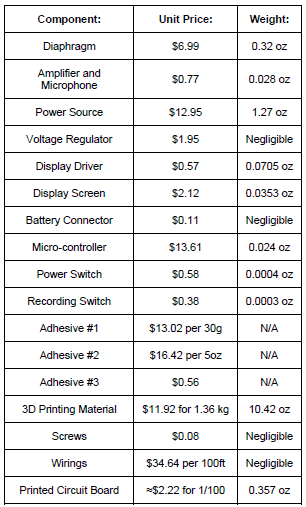 Component: Unit Price: Weight:
Diaphragm $6.99 0.32 oz
Amplifier and
Microphone $0.77 0.028 oz
Power Source $12.95 1.27 oz
Voltage Regulator $1.95 Negligible
Display Driver $0.57 0.0705 oz
Display Screen $2.12 0.0353 oz
Battery Connector $0.11 Negligible
Micro-controller $13.61 0.024 oz
Power Switch $0.58 0.0004 oz
Recording Switch $0.38 0.0003 oz
Adhesive #1 $13.02 per 30g N/A
Adhesive #2 $16.42 per 5oz N/A
Adhesive #3 $0.56 N/A
3D Printing Material $11.92 for 1.36 kg 10.42 oz
Screws $0.08 Negligible
Wirings $34.64 per 100ft Negligible
Printed Circuit Board ≈$2.22 for 1/100 0.357 oz